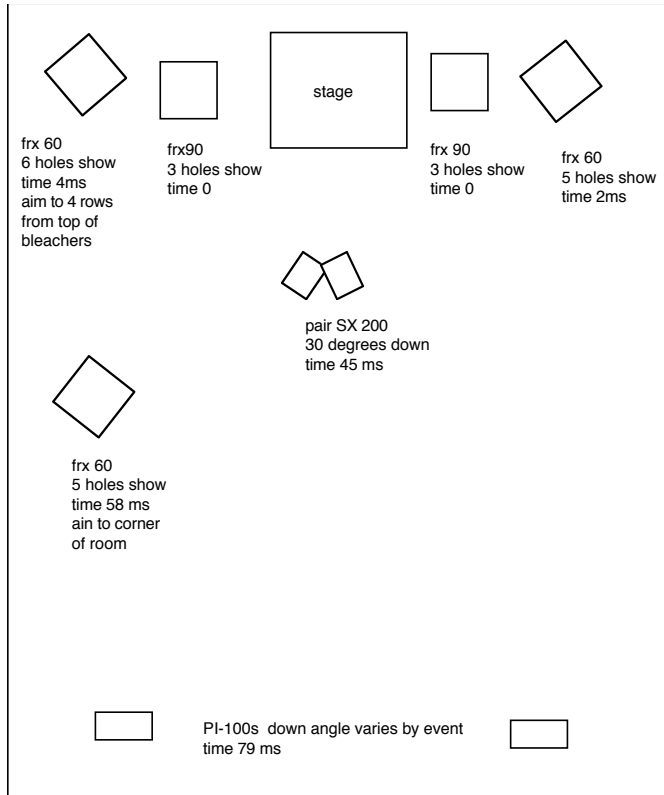 stage
frx 60
6 holes show
time 4ms
aim to 4 rows
from top of
bleachers
frx90
3 holes show
time 0
frx 90
3 holes show
time 0
frx 60
5 holes show
time 2ms
pair SX 200
30 degrees down
time 45 ms
frx 60
5 holes show
time 58 ms
ain to corner
of room
PI-100s down angle varies by event
time 79 ms